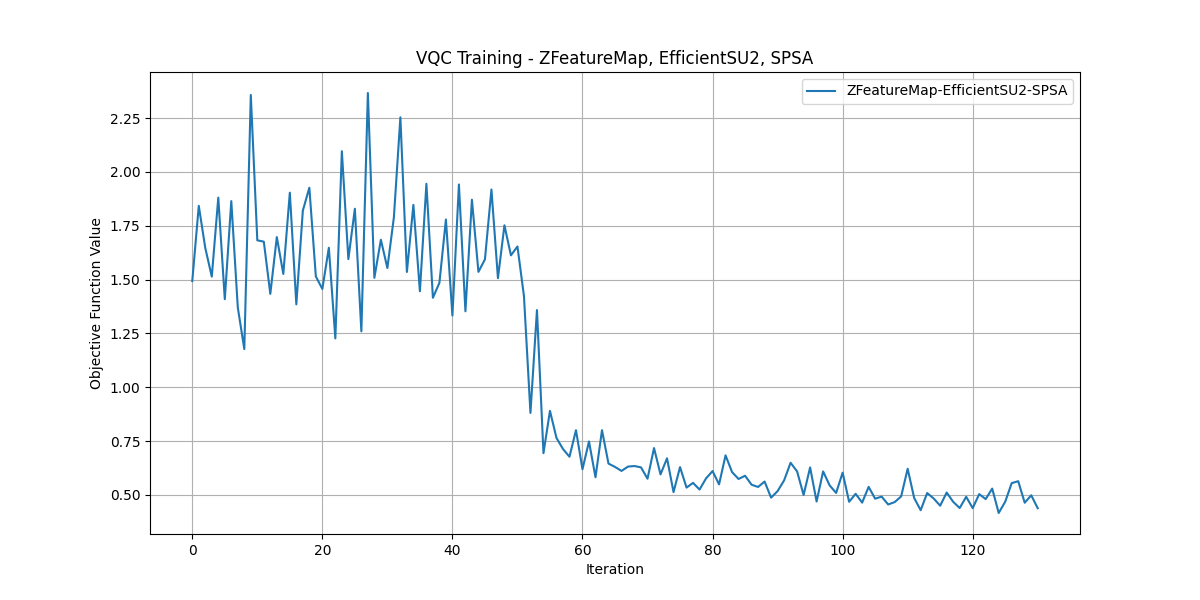 VQC Training - ZFeatureMap, EfficientSU2, SPSA
ZFeatureMap-EfficientSU2-SPSA
Objective Function Value
2.25
2.00
1.75
1.50
1.25
1.00
0.75
0.50
0 20 40 60 80 100 120
Iteration